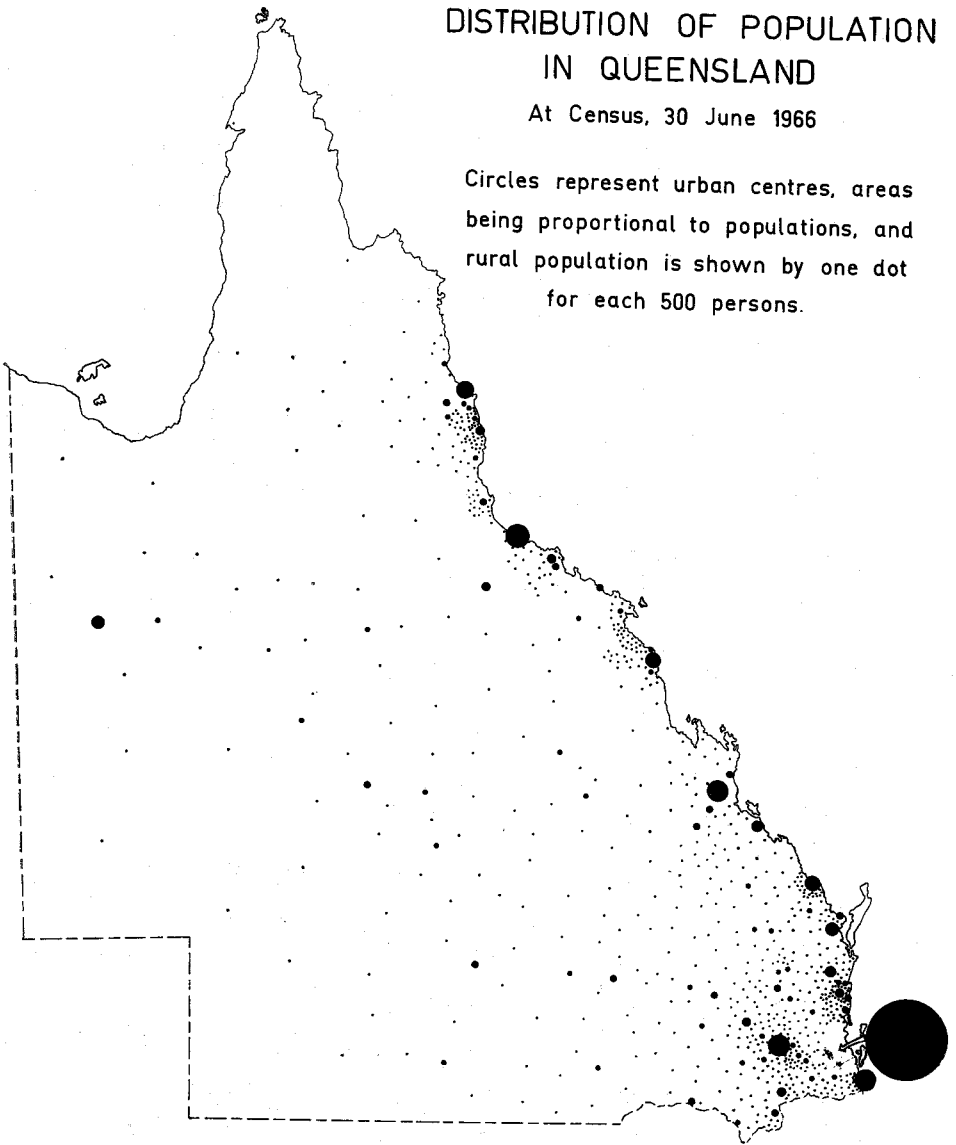 DISTRIBUTION OF POPULATION
IN QUEENSLAND
At Census, 30 June 1966
Circles represent urban centres, areas
being proportional to populations, and
rural population is shown by one dot
for each 500 persons.